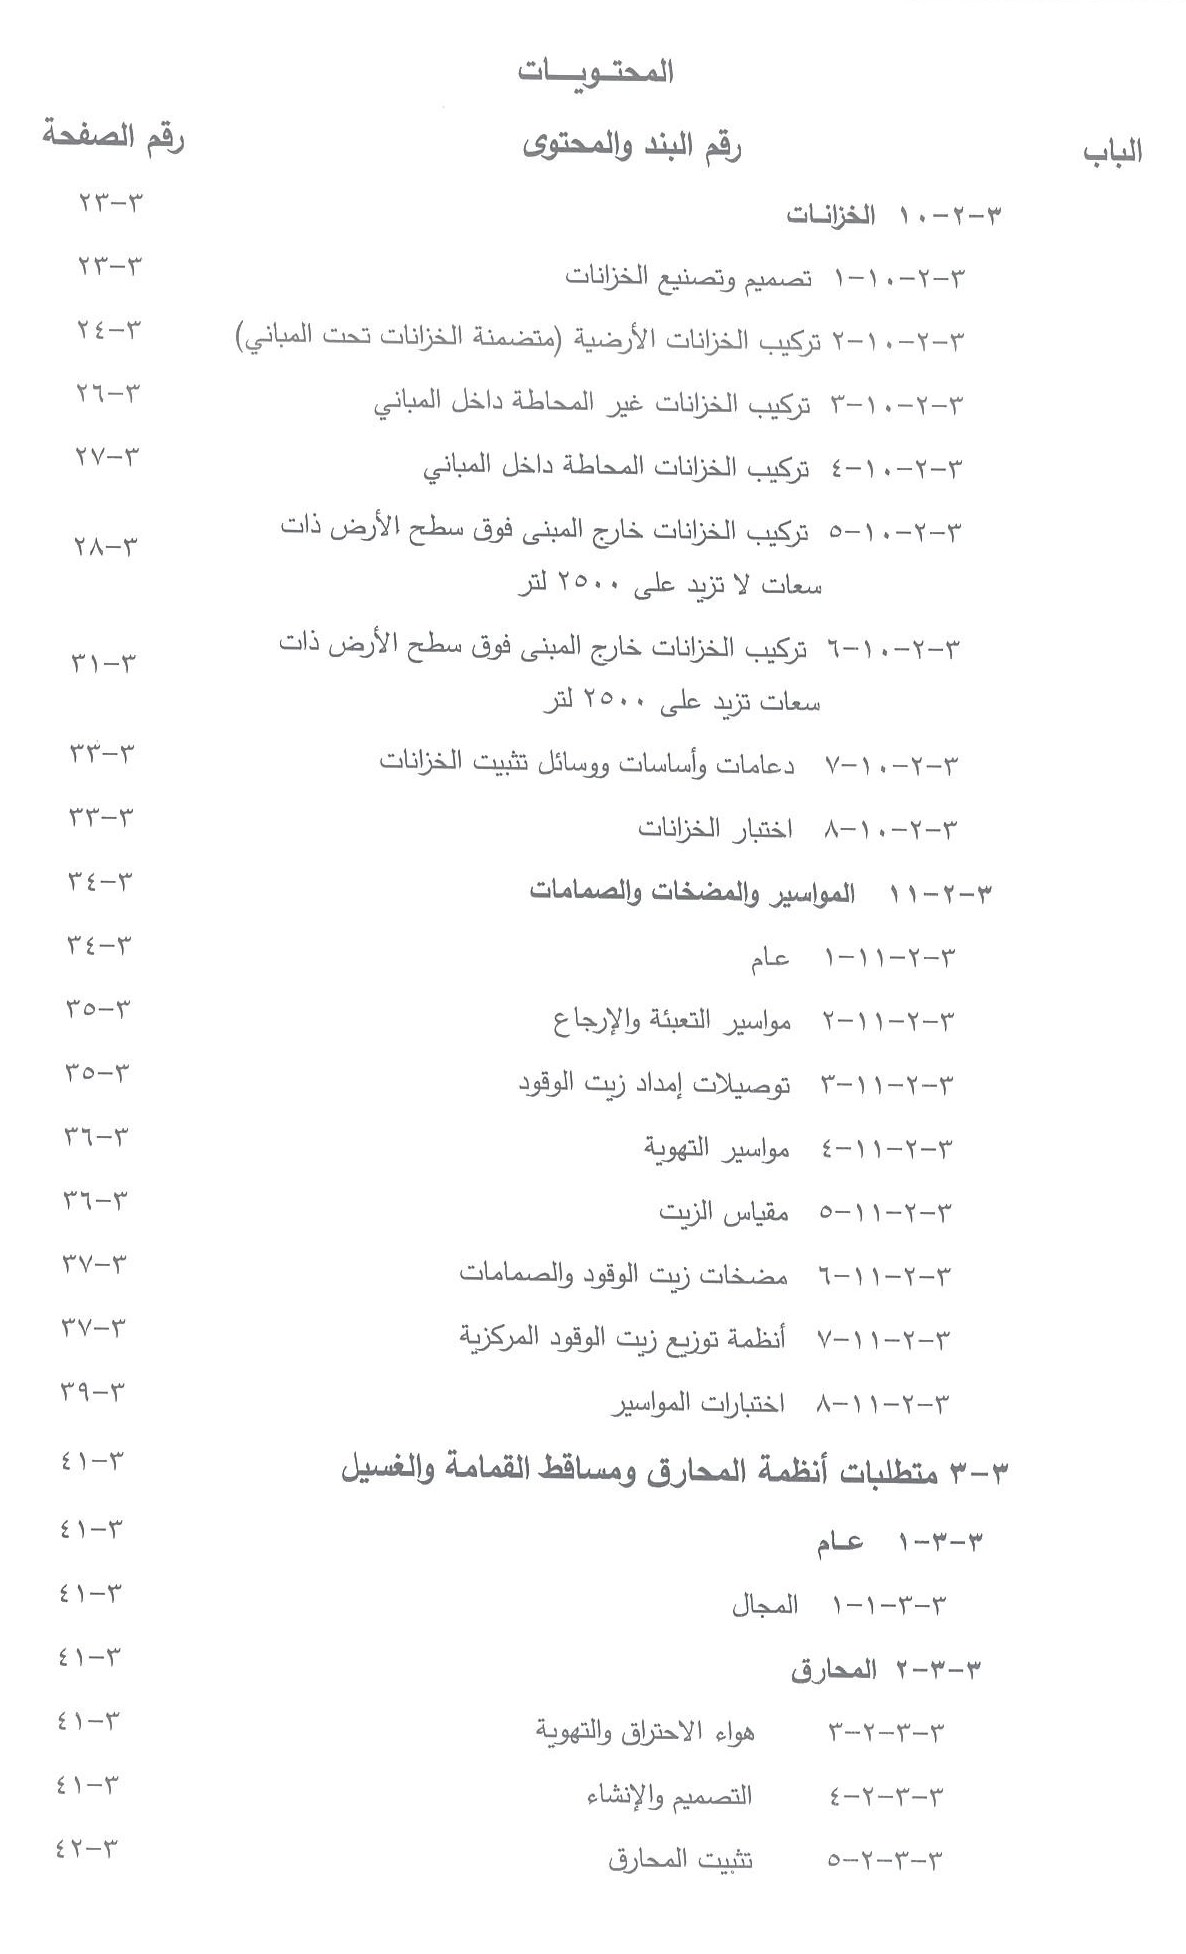 المحتويات
الباب رقم البند والمحتوى رقم الصفحة
٣-٢-١٠ الخزانات ٣-٢٣
٣-٢-١٠-١ تصميم وتصنيع الخزانات ٣-٢٣
٣-٢-١٠-٢ تركيب الخزانات الأرضية (متضمنة الخزانات تحت المباني) ٣-٢٤
٣-٢-١٠-٣ تركيب الخزانات غير المحاطة داخل المباني ٣-٢٦
٣-٢-١٠-٤ تركيب الخزانات المحاطة داخل المباني ٣-٢٧
٣-٢-١٠-٥ تركيب الخزانات خارج المبنى فوق سطح الأرض ذات ٣-٢٨
سعات لا تزيد على ٢٥٠٠ لتر
٣-٢-١٠-٦ تركيب الخزانات خارج المبنى فوق سطح الأرض ذات ٣-٣١
سعات تزيد على ٢٥٠٠ لتر
٣-٢-١٠-٧ دعامات وأساسات ووسائل تثبيت الخزانات ٣-٣٣
٣-٢-١٠-٨ اختبار الخزانات ٣-٣٣
٣-٢-١١ المواسير والمضخات والصمامات ٣-٣٤
٣-٢-١١-١ عام ٣-٣٤
٣-٢-١١-٢ مواسير التعبئة والإرجاع ٣-٣٥
٣-٢-١١-٣ توصيلات إمداد زيت الوقود ٣-٣٥
٣-٢-١١-٤ مواسير التهوية ٣-٣٦
٣-٢-١١-٥ مقياس الزيت ٣-٣٦
٣-٢-١١-٦ مضخات زيت الوقود والصمامات ٣-٣٧
٣-٢-١١-٧ أنظمة توزيع زيت الوقود المركزية ٣-٣٧
٣-٢-١١-٨ اختبارات المواسير ٣-٣٩
٣-٣ متطلبات أنظمة المحارق ومساقط القمامة والغسيل ٣-٤١
٣-٣-١ عام ٣-٤١
٣-٣-١-١ المجال ٣-٤١
٣-٣-٢ المحارق ٣-٤١
٣-٣-٢-٣ هواء الاحتراق والتهوية ٣-٤١
٣-٣-٢-٤ التصميم والإنشاء ٣-٤١
٣-٣-٢-٥ تثبيت المحارق ٣-٤٢